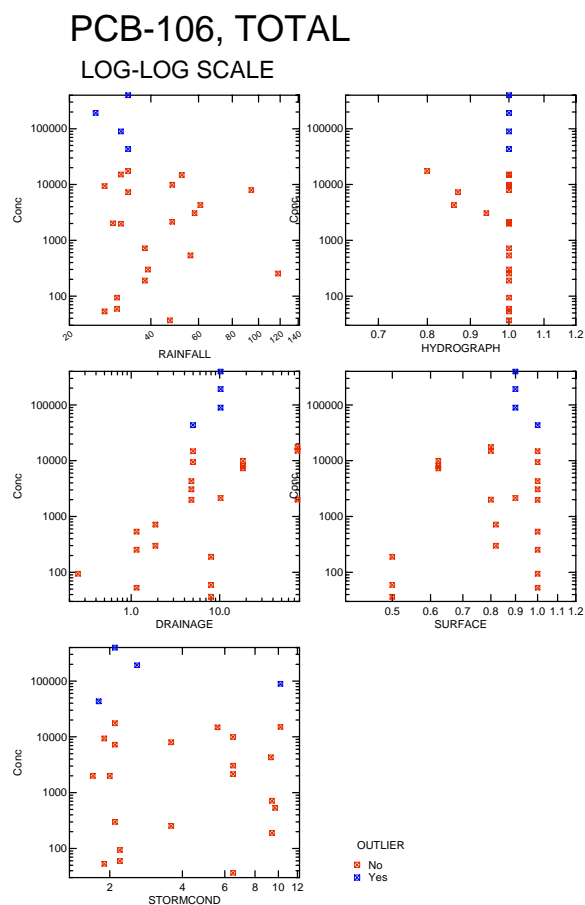 PCB-106, TOTAL
LOG-LOG SCALE
100000
10000
1000
100
Conc
20 40 60 80 100 120 140
RAINFALL
100000
10000
1000
100
Conc
0.7 0.8 0.9 1.0 1.1 1.2
HYDROGRAPH
100000
10000
1000
100
Conc
1.0 10.0
DRAINAGE
100000
10000
1000
100
Conc
0.5 0.6 0.7 0.8 0.9 1.0 1.1 1.2
SURFACE
100000
10000
1000
100
Conc
2 4 6 8 10 12
STORMCOND
OUTLIER
No
Yes